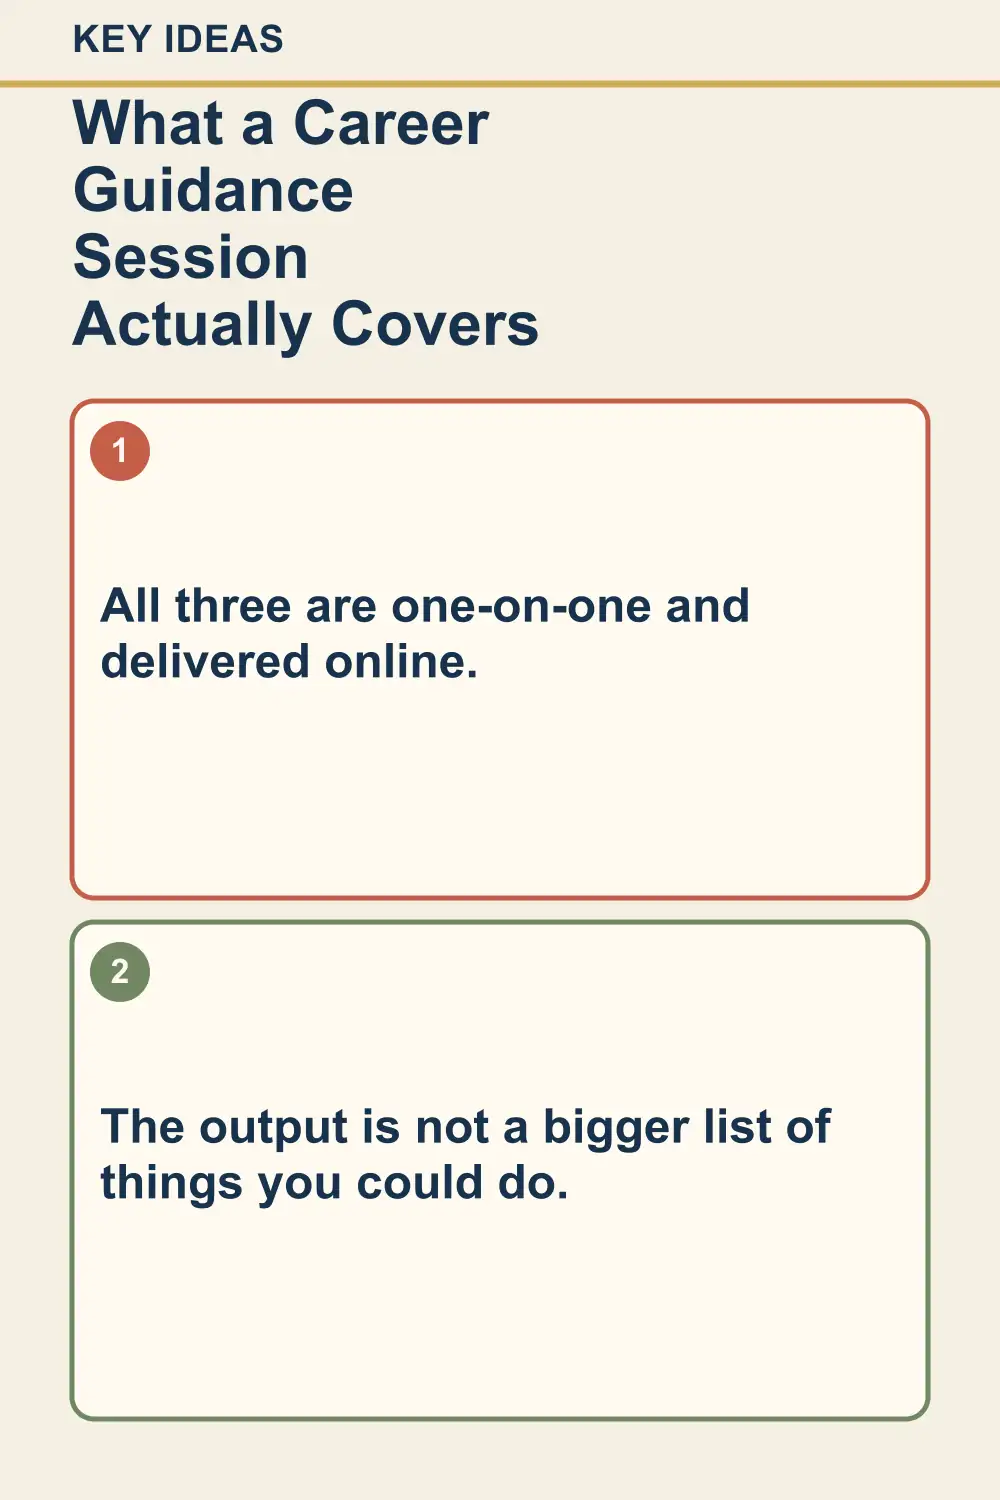 KEY IDEAS
What a Career
Guidance
Session
Actually Covers
1
All three are one-on-one and
delivered online.
2
The output is not a bigger list of
things you could do.